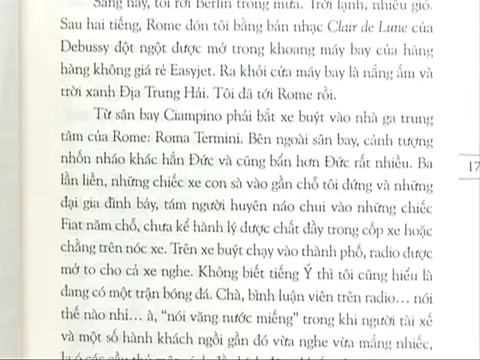 Sáng nay, tôi rời Berlin trong mưa. Trời lạnh, nhiều gió.
Sau hai tiếng, Rome đón tôi bằng bản nhạc Clair de Lune của
Debussy đột ngột được mở trong khoang máy bay của hãng
hàng không giá rẻ Easyjet. Ra khỏi cửa máy bay là nắng ấm và
trời xanh Địa Trung Hải. Tôi đã tới Rome rồi.
Từ sân bay Ciampino phải bắt xe buýt vào nhà ga trung
tâm của Rome: Roma Termini. Bên ngoài sân bay, cảnh tượng
nhốn nháo khác hẳn Đức và cũng bẩn hơn Đức rất nhiều. Ba
lần liền, những chiếc xe con sà vào gần chỗ tôi đứng và những
đại gia đình bảy, tám người huyên náo chui vào những chiếc
Fiat năm chỗ, chưa kể hành lý được chất đầy trong cốp xe hoặc
chằng trên nóc xe. Trên xe buýt chạy vào thành phố, radio được
mở to cho cả xe nghe. Không biết tiếng Ý thì tôi cũng hiểu là
đang có một trận bóng đá. Chà, bình luận viên trên radio... nói
thế nào nhỉ... à, “nói văng nước miếng” trong khi người tài xế
và một số hành khách ngồi gần đó vừa nghe vừa mắng nhiếc,
17